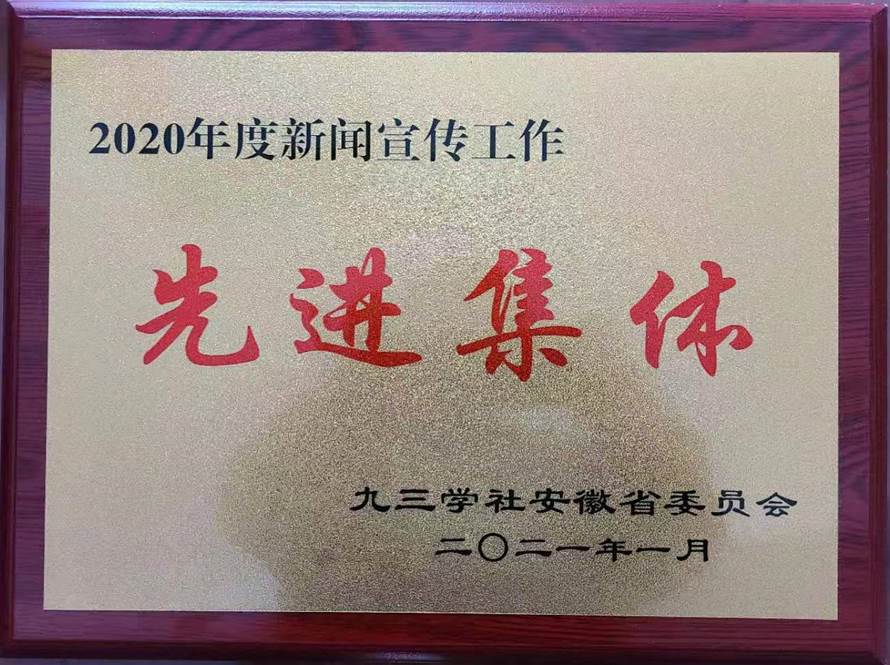 2020年度新闻宣传工作
先进集体
九三学社安徽省委员会
二〇二一年一月